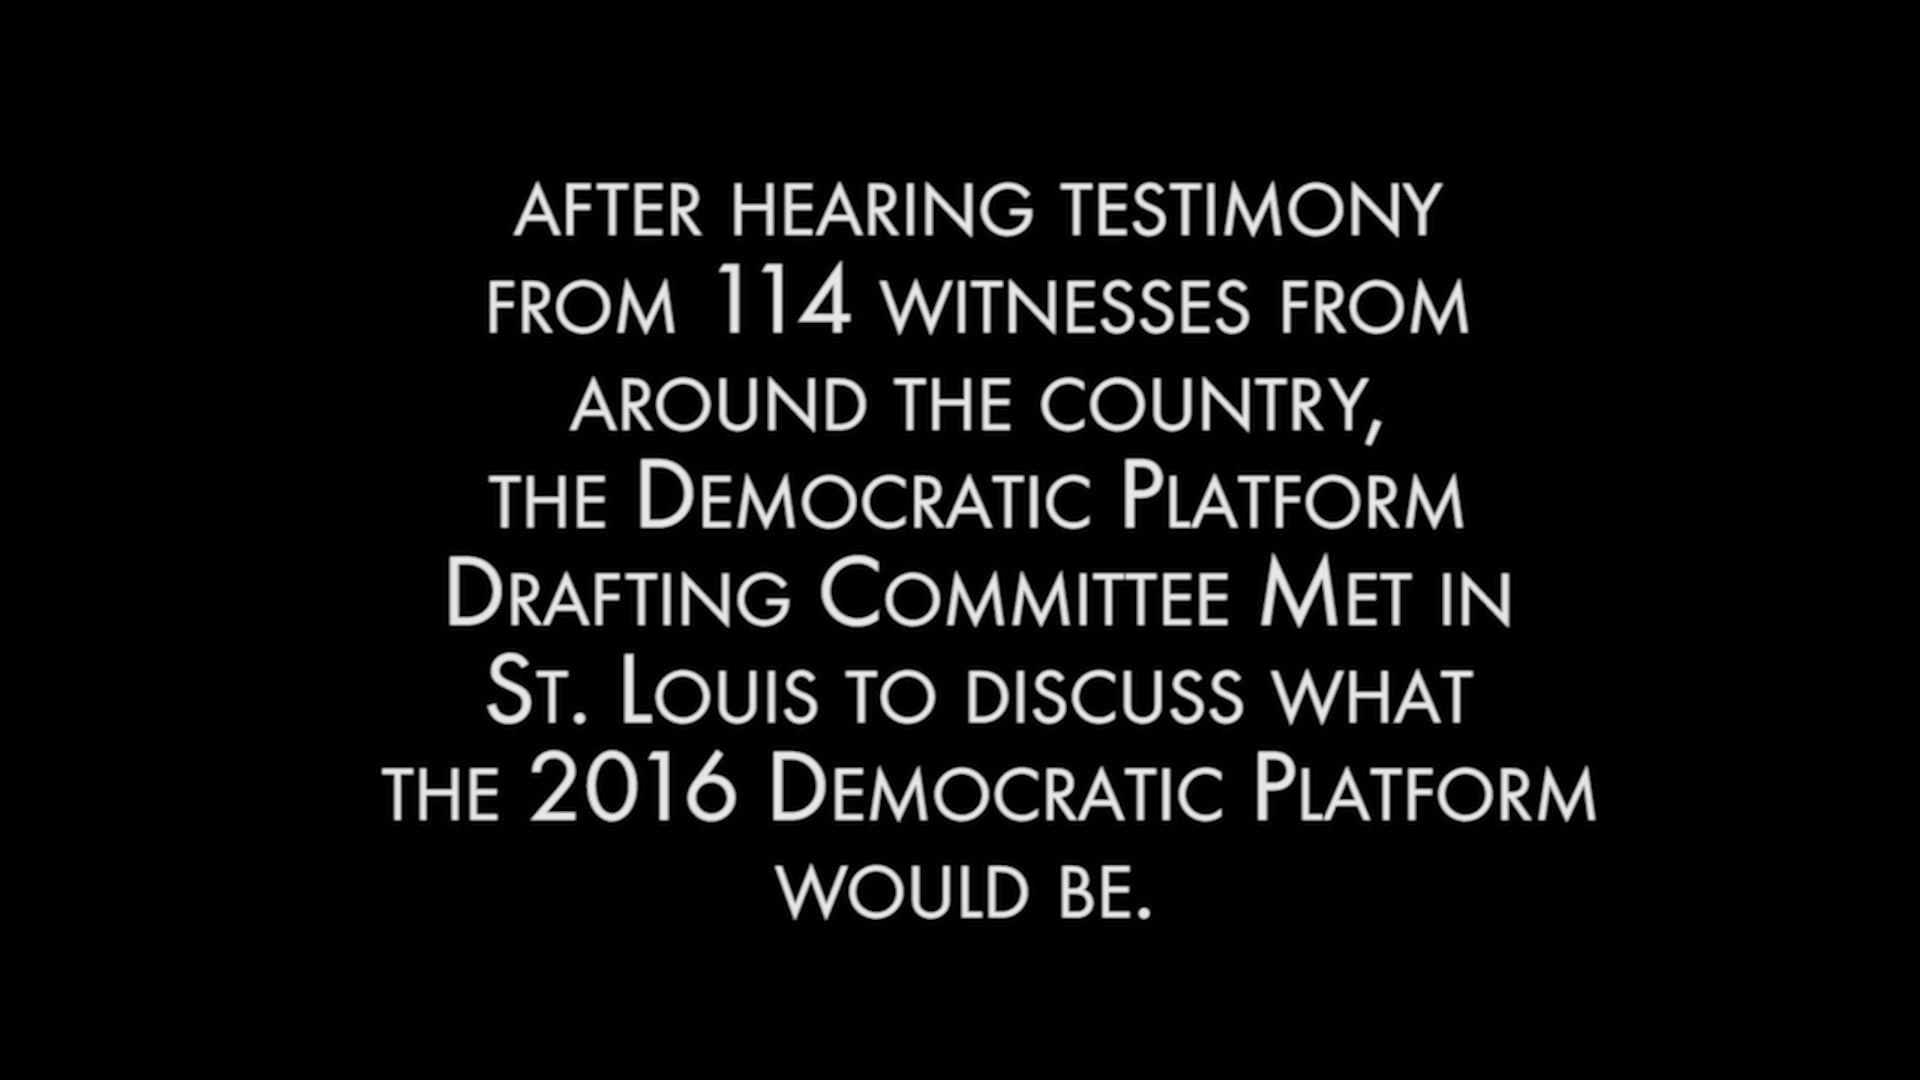 after hearing testimony
from 114 witnesses from
around the country,
the Democratic Platform
Drafting Committee Met in
St. Louis to discuss what
the 2016 Democratic Platform
would be.